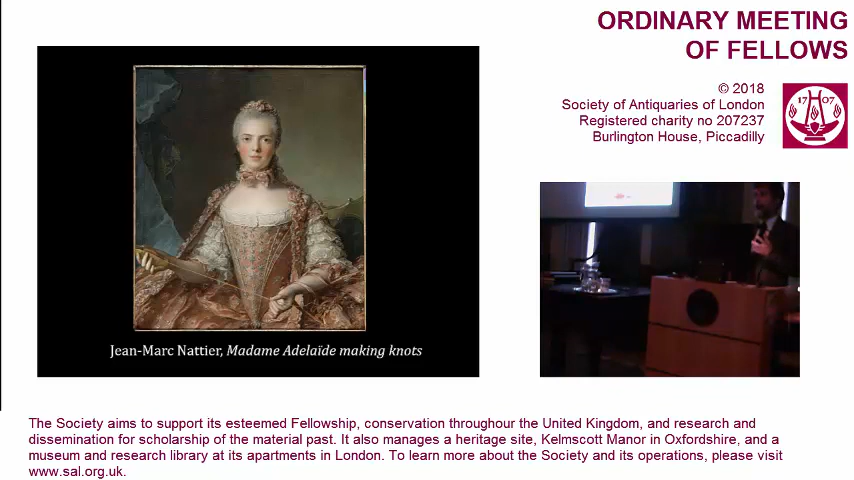 ORDINARY MEETING
OF FELLOWS
© 2018
Society of Antiquaries of London
Registered charity no 207237
Burlington House, Piccadilly
17 07
Jean-Marc Nattier, Madame Adelaïde making knots
The Society aims to support its esteemed Fellowship, conservation throughour the United Kingdom, and research and
dissemination for scholarship of the material past. It also manages a heritage site, Kelmscott Manor in Oxfordshire, and a
museum and research library at its apartments in London. To learn more about the Society and its operations, please visit
www.sal.org.uk.